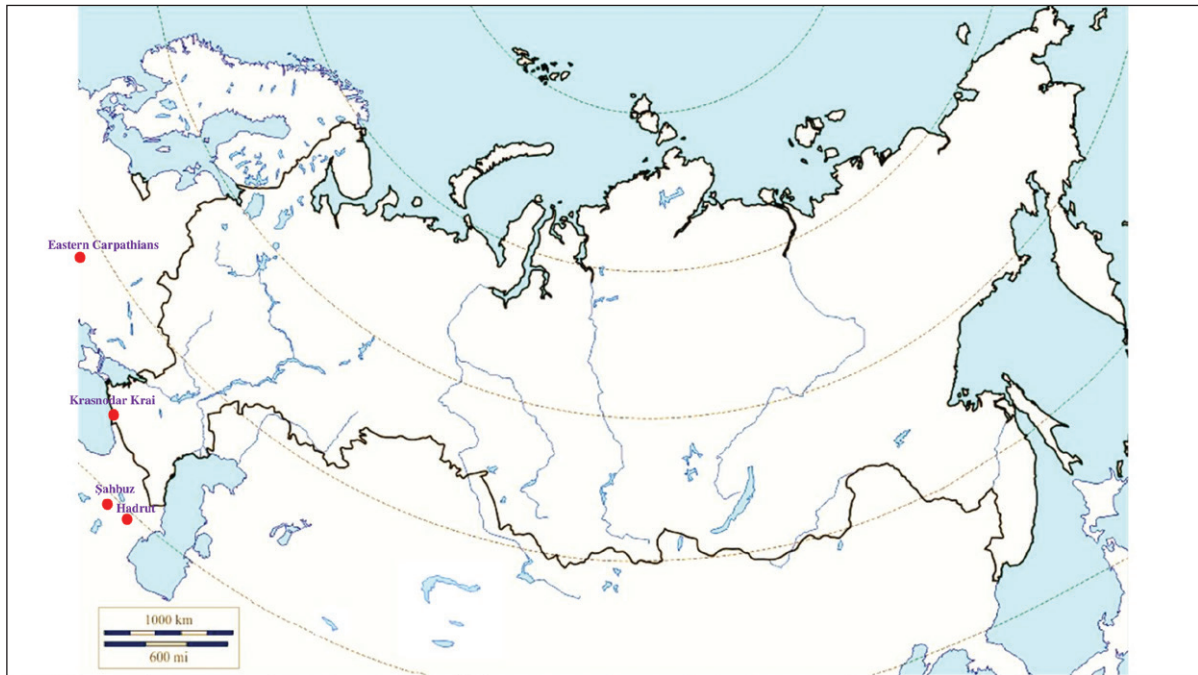 Eastern Carpathians
Krasnodar Krai
Şahbuz
Hadrut
1000 km
600 mi